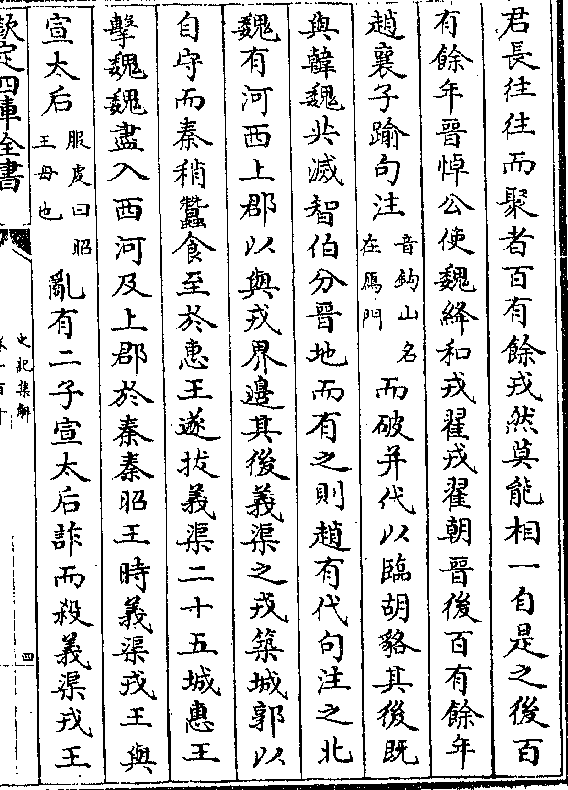 君長往往而聚者百有餘戎然莫能相一自是之後百
有餘年晉悼公使魏絳和戎翟戎翟朝晉後百有餘年
趙襄子踰句注音鉤山名在鴈門而破并代以臨胡貉其後既
與韓魏共滅智伯分晉地而有之則趙有代句注之北
魏有河西上郡以與戎界邊其後義渠之戎築城郭以
自守而秦稍蠶食至於惠王遂拔義渠二十五城惠王
擊魏魏盡入西河及上郡於秦秦昭王時義渠戎王與
宣太后服虔曰昭王母也亂有二子宣太后詐而殺義渠戎王
欽定四庫全書
史記集解
卷一百十
四